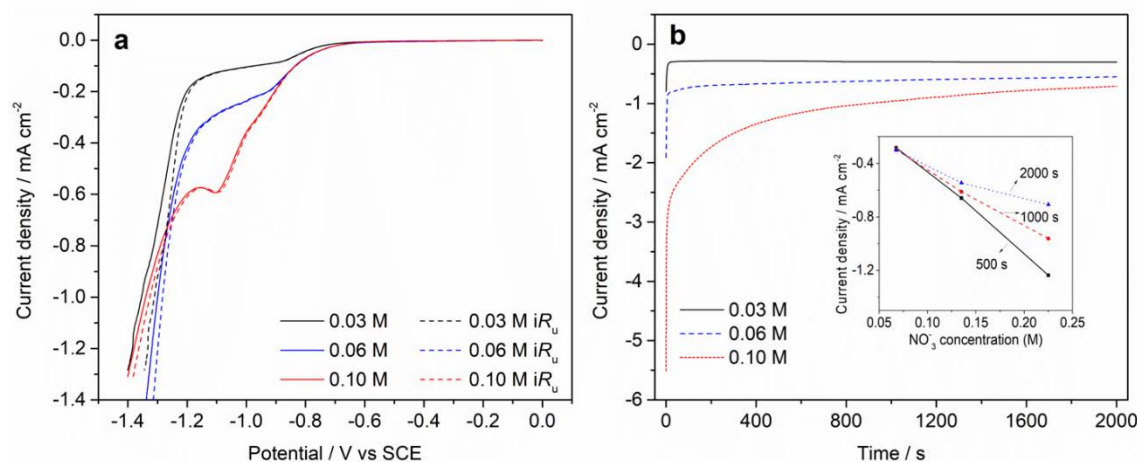 a
0.0
-0.2
-0.4
-0.6
-0.8
-1.0
-1.2
-1.4
Current density / mA cm⁻²
0.03 M
0.06 M
0.10 M
0.03 M iRᵤ
0.06 M iRᵤ
0.10 M iRᵤ
-1.4 -1.2 -1.0 -0.8 -0.6 -0.4 -0.2 0.0
Potential / V vs SCE
b
0
-1
-2
-3
-4
-5
-6
Current density / mA cm⁻²
0.03 M
0.06 M
0.10 M
-0.4
-0.8
-1.2
Current density / mA cm⁻²
2000 s
1000 s
500 s
0.05 0.10 0.15 0.20 0.25
NO₃⁻ concentration (M)
0 400 800 1200 1600 2000
Time / s